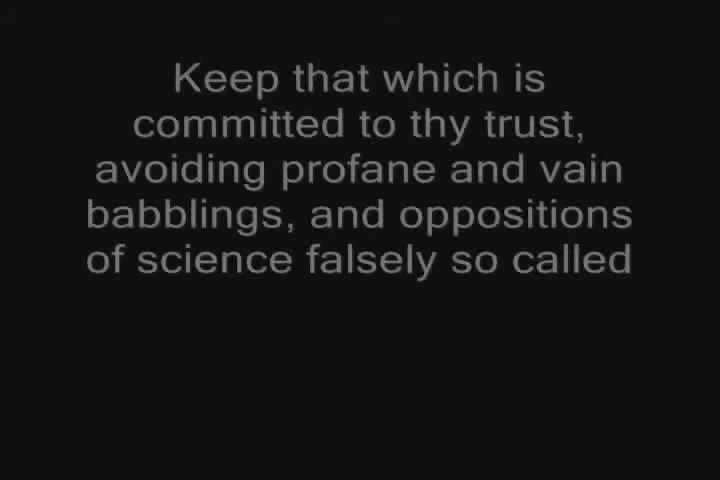 Keep that which is
committed to thy trust,
avoiding profane and vain
babblings, and oppositions
of science falsely so called